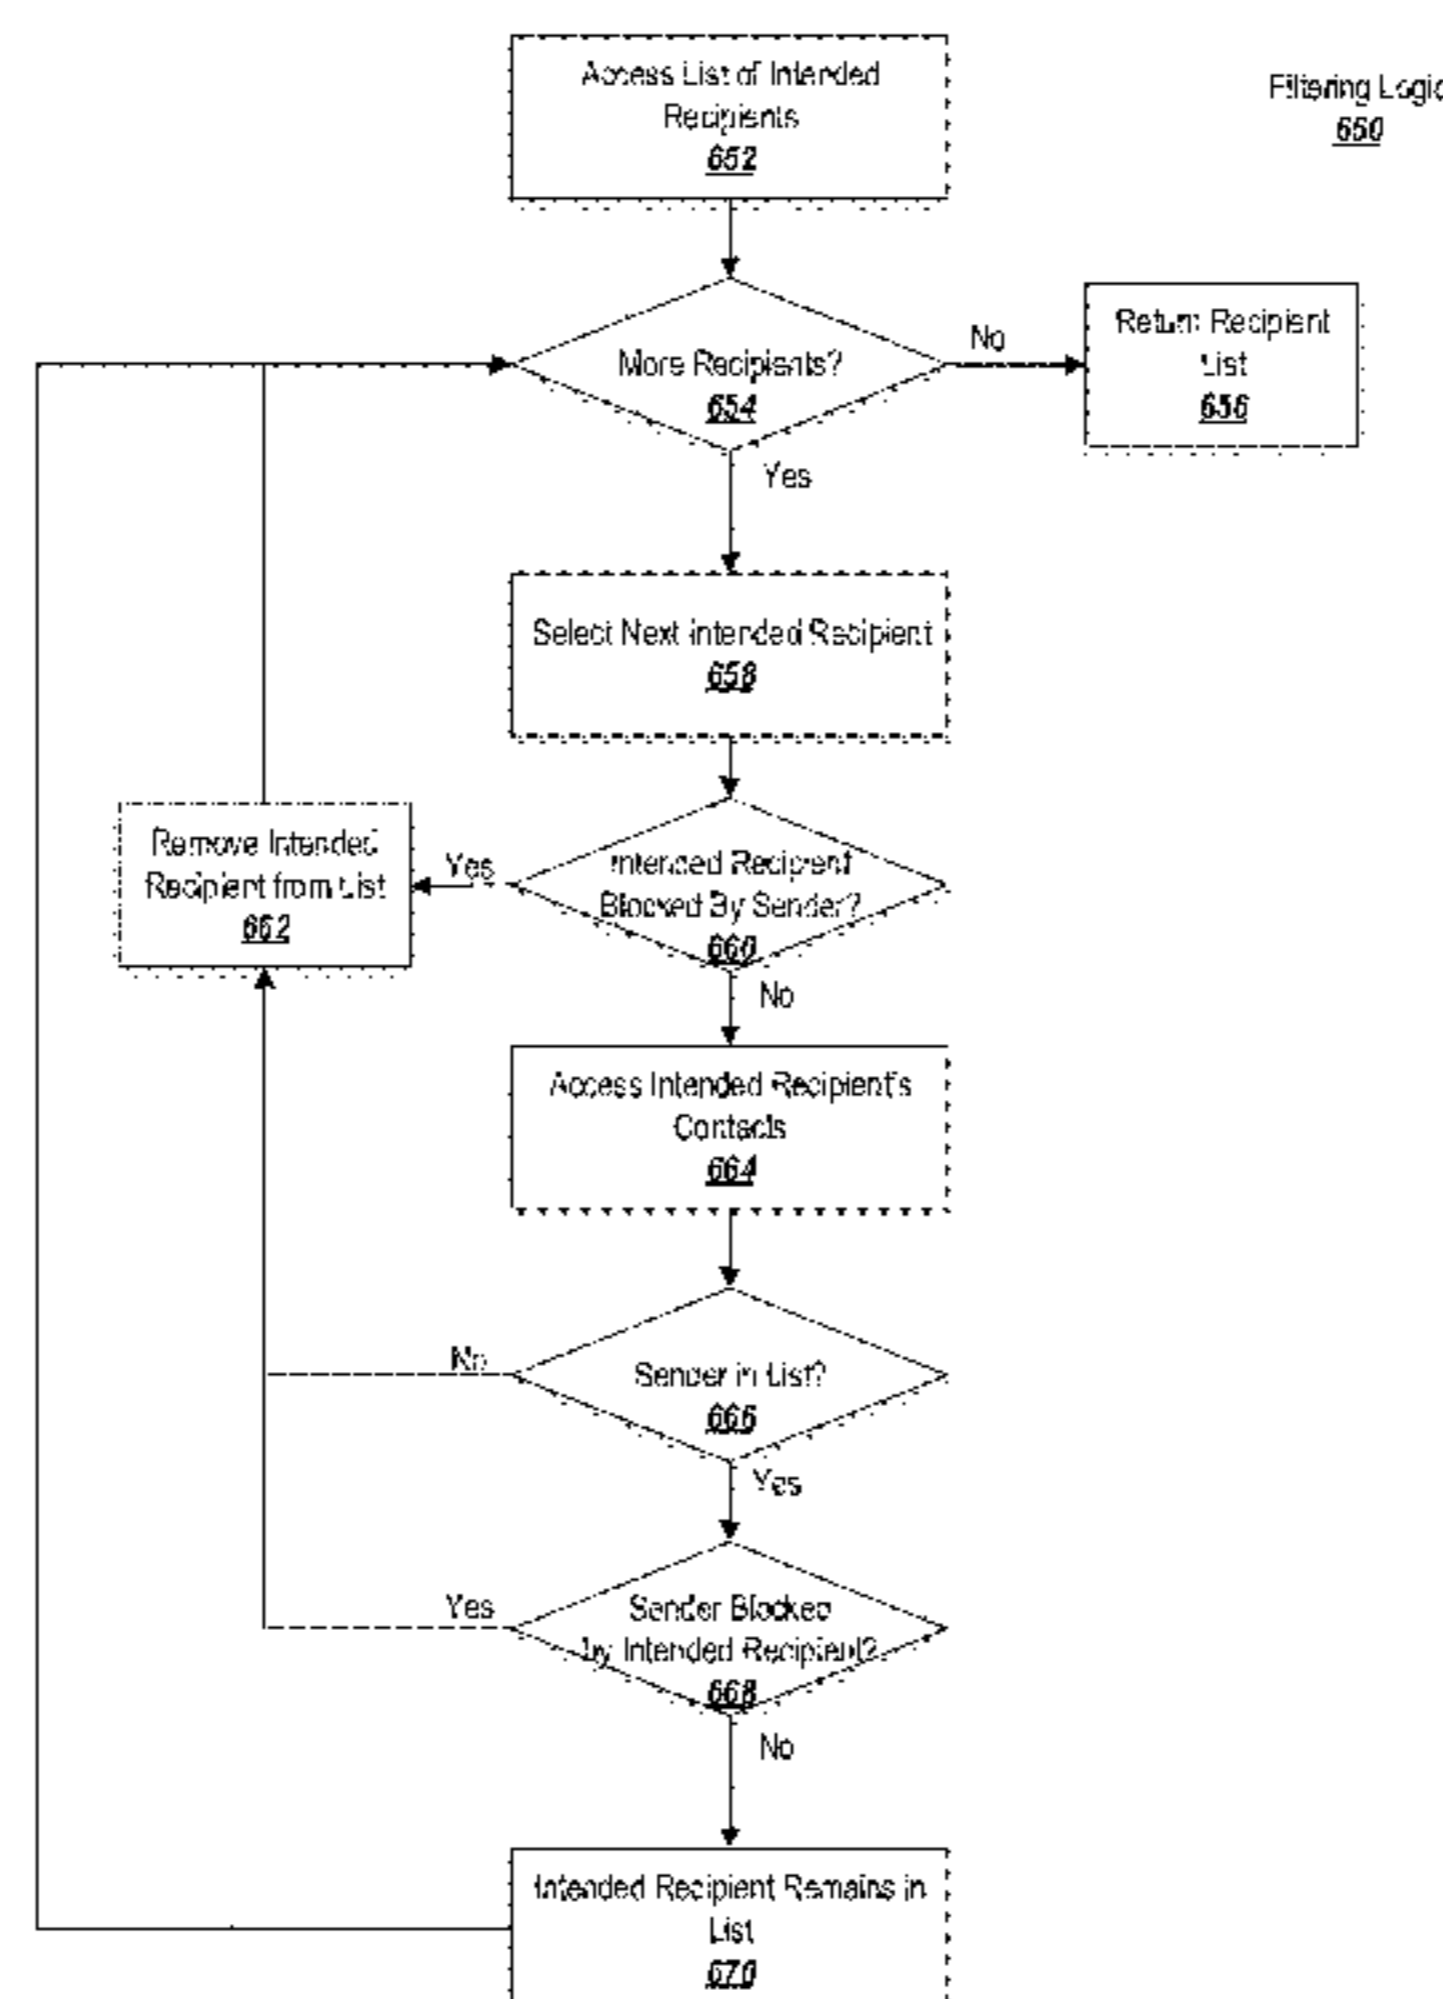 Access List of Intended
Recipients
652
Filtering Logic
650
More Recipients?
654
No
Return Recipient
List
656
Yes
Select Next Intended Recipient
658
Remove Intended
Recipient from List
662
Yes
Intended Recipient
Blocked By Sender?
660
No
Access Intended Recipient's
Contacts
664
No
Sender in List?
666
Yes
Yes
Sender Blocked
by Intended Recipient?
668
No
Intended Recipient Remains in
List
670